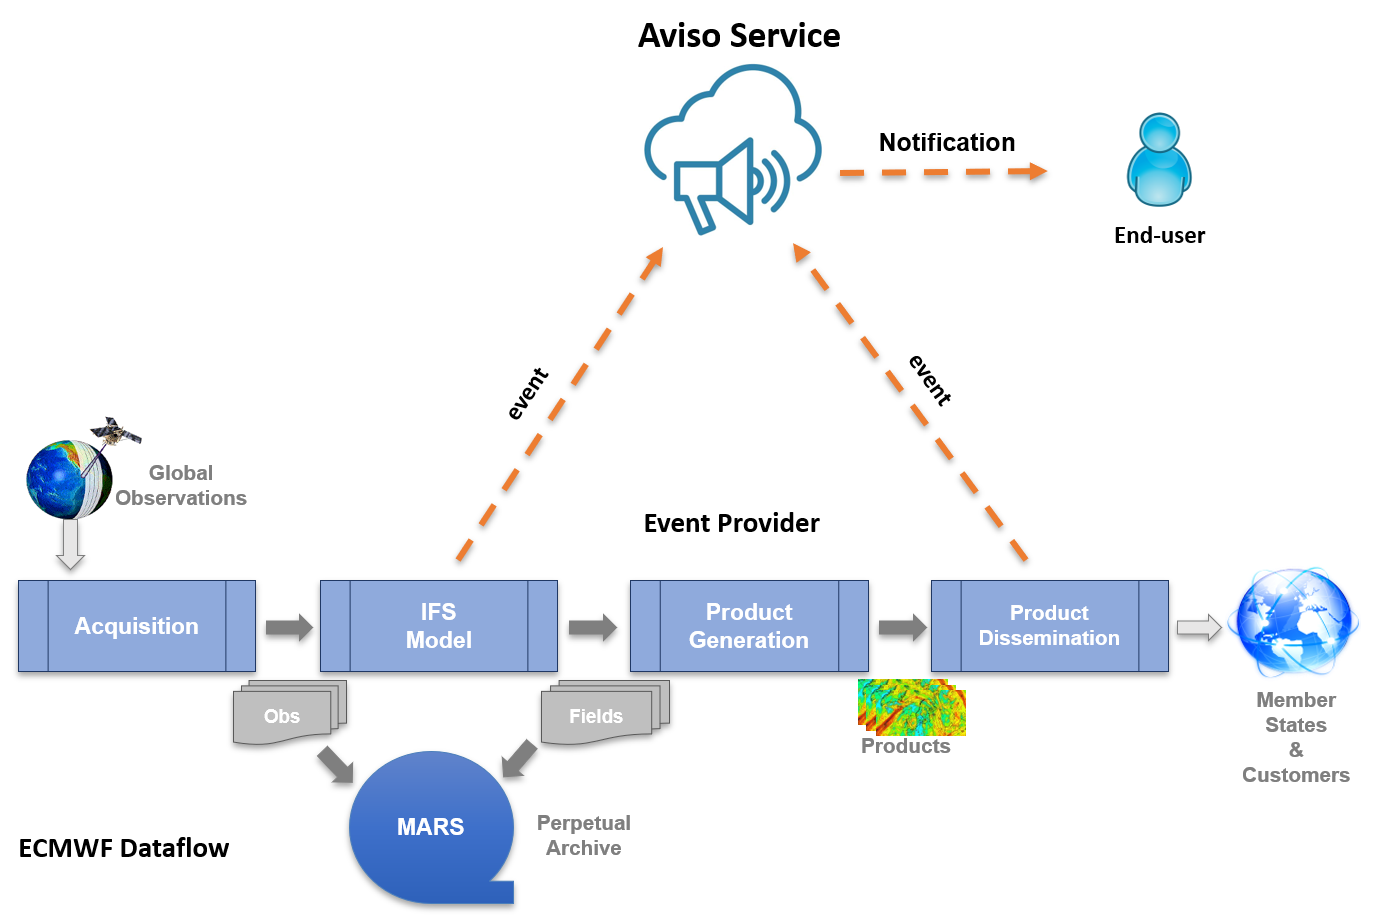 Aviso Service
Notification
End-user
event
event
Global
Observations
Event Provider
Acquisition
IFS
Model
Product
Generation
Product
Dissemination
Obs
Fields
Products
Member
States
&
Customers
MARS
Perpetual
Archive
ECMWF Dataflow